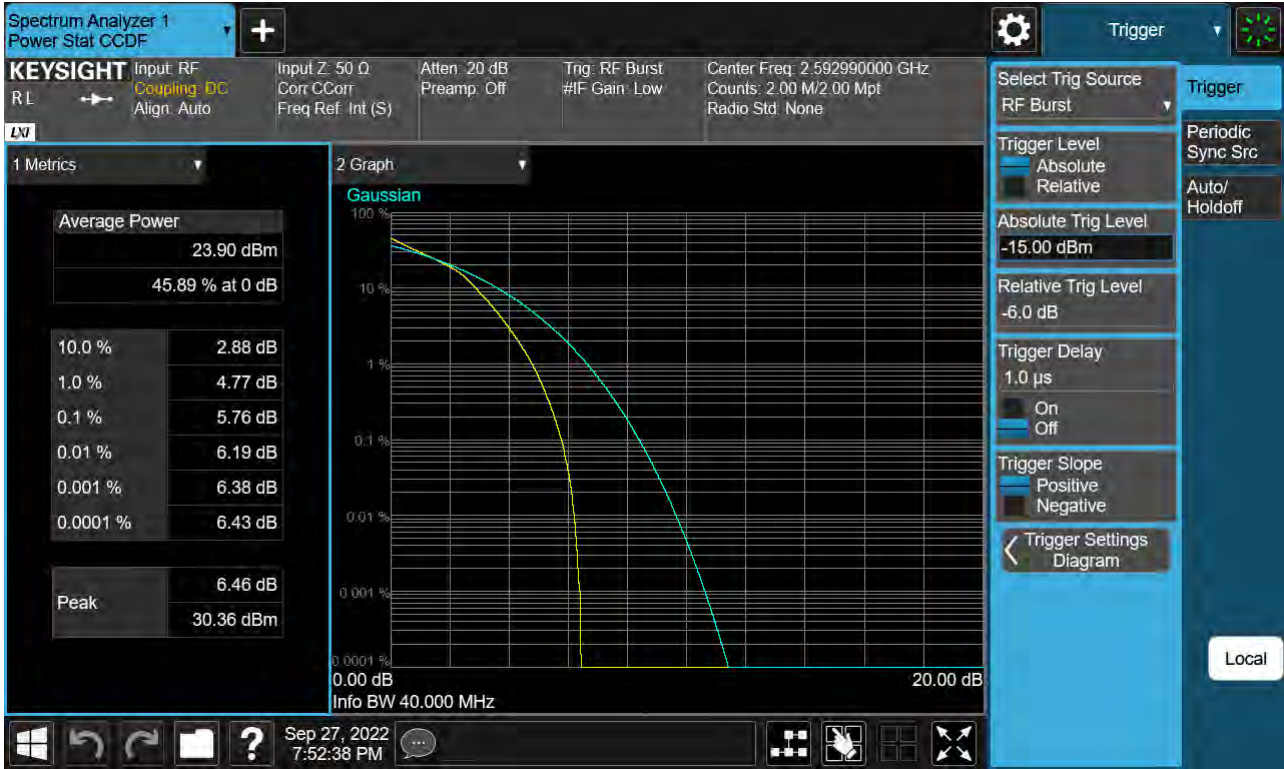 Spectrum Analyzer 1
Power Stat CCDF
+
Trigger
KEYSIGHT
RL
LXI
Input: RF
Coupling: DC
Align: Auto
Input Z: 50 Ω
Corr CCorr
Freq Ref: Int (S)
Atten: 20 dB
Preamp: Off
Trig: RF Burst
#IF Gain: Low
Center Freq: 2.592990000 GHz
Counts: 2.00 M/2.00 Mpt
Radio Std: None
1 Metrics
Average Power
23.90 dBm
45.89 % at 0 dB
10.0 % 2.88 dB
1.0 % 4.77 dB
0.1 % 5.76 dB
0.01 % 6.19 dB
0.001 % 6.38 dB
0.0001 % 6.43 dB
Peak
6.46 dB
30.36 dBm
2 Graph
Gaussian
100 %
10 %
1 %
0.1 %
0.01 %
0.001 %
0.0001 %
0.00 dB 20.00 dB
Info BW 40.000 MHz
Select Trig Source
RF Burst
Trigger Level
Absolute
Relative
Absolute Trig Level
-15.00 dBm
Relative Trig Level
-6.0 dB
Trigger Delay
1.0 µs
On
Off
Trigger Slope
Positive
Negative
Trigger Settings
Diagram
Trigger
Periodic
Sync Src
Auto/
Holdoff
Local
?
Sep 27, 2022
7:52:38 PM